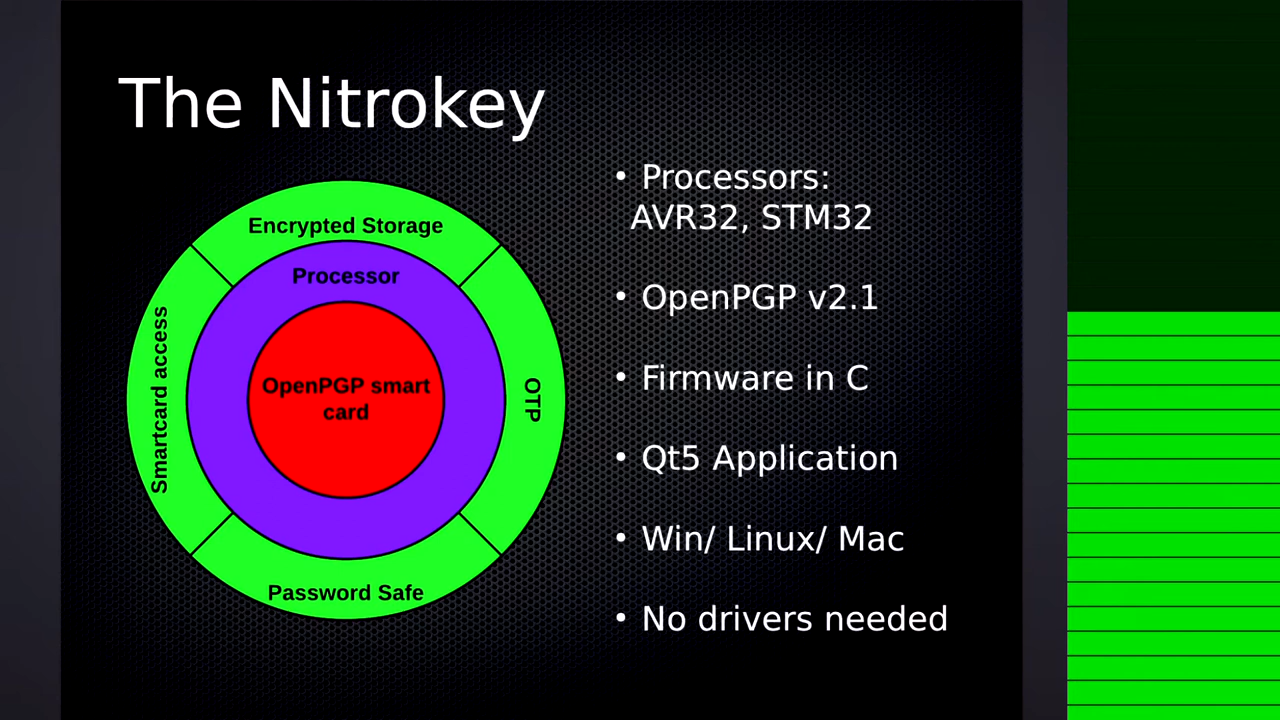 The Nitrokey
Encrypted Storage
Processor
Smartcard access
OpenPGP smart
card
OTP
Password Safe
• Processors:
AVR32, STM32
• OpenPGP v2.1
• Firmware in C
• Qt5 Application
• Win/ Linux/ Mac
• No drivers needed